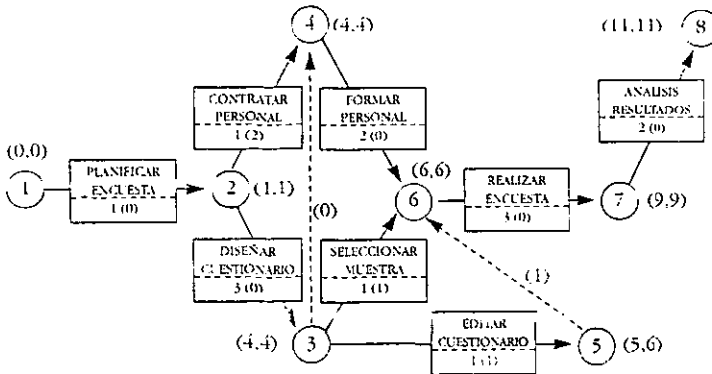 4
(4,4)
(11,11)
8
CONTRATAR
PERSONAL
1 (2)
FORMAR
PERSONAL
2 (0)
ANALISIS
RESULTADOS
2 (0)
(0,0)
1
PLANIFICAR
ENCUESTA
1 (0)
2
(1,1)
(0)
(6,6)
6
REALIZAR
ENCUESTA
3 (0)
7
(9,9)
DISEÑAR
CUESTIONARIO
3 (0)
SELECCIONAR
MUESTRA
1 (1)
(1)
(4,4)
3
EDITAR
CUESTIONARIO
1 (1)
5
(5,6)